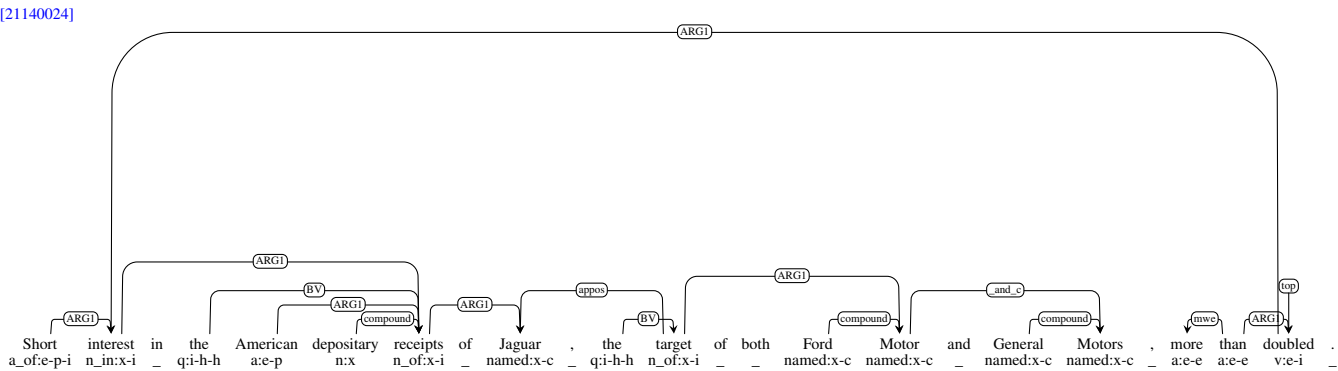 [21140024]
ARG1
ARG1 ARG1
BV appos _and_c top
ARG1 ARG1
ARG1 compound BV compound compound mwe ARG1
Short interest in the American depositary receipts of Jaguar , the target of both Ford Motor and General Motors , more than doubled .
a_of:e-p-i n_in:x-i _ q:i-h-h a:e-p n:x n_of:x-i _ named:x-c _ q:i-h-h n_of:x-i _ _ named:x-c named:x-c _ named:x-c named:x-c _ a:e-e a:e-e v:e-i _